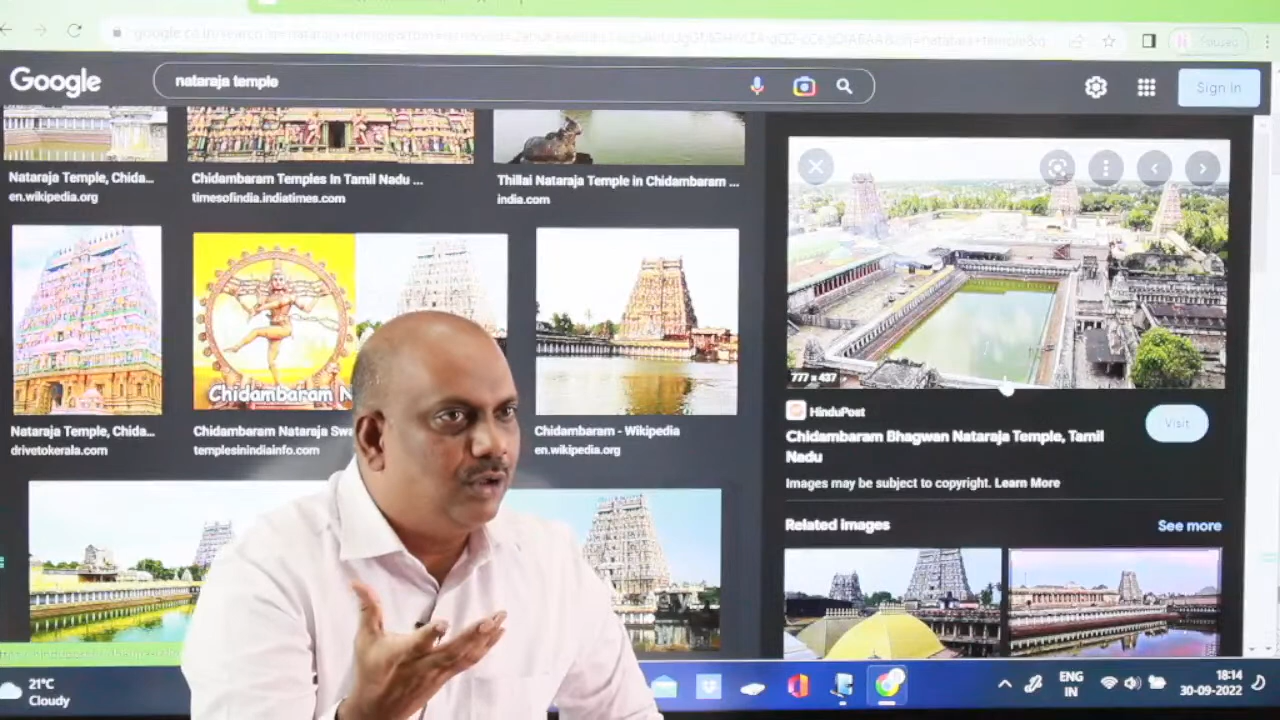 Google
nataraja temple
Sign In
Nataraja Temple, Chida...
en.wikipedia.org
Chidambaram Temples In Tamil Nadu ...
timesofindia.indiatimes.com
Thillai Nataraja Temple in Chidambaram ...
india.com
777 x 437
HinduPost
Visit
Chidambaram Bhagwan Nataraja Temple, Tamil
Nadu
Images may be subject to copyright. Learn More
Related images
See more
Chidambaram N
Nataraja Temple, Chida...
drivetokerala.com
Chidambaram Nataraja Swa
templesinindiainfo.com
Chidambaram - Wikipedia
en.wikipedia.org
21°C
Cloudy
ENG
IN
18:14
30-09-2022